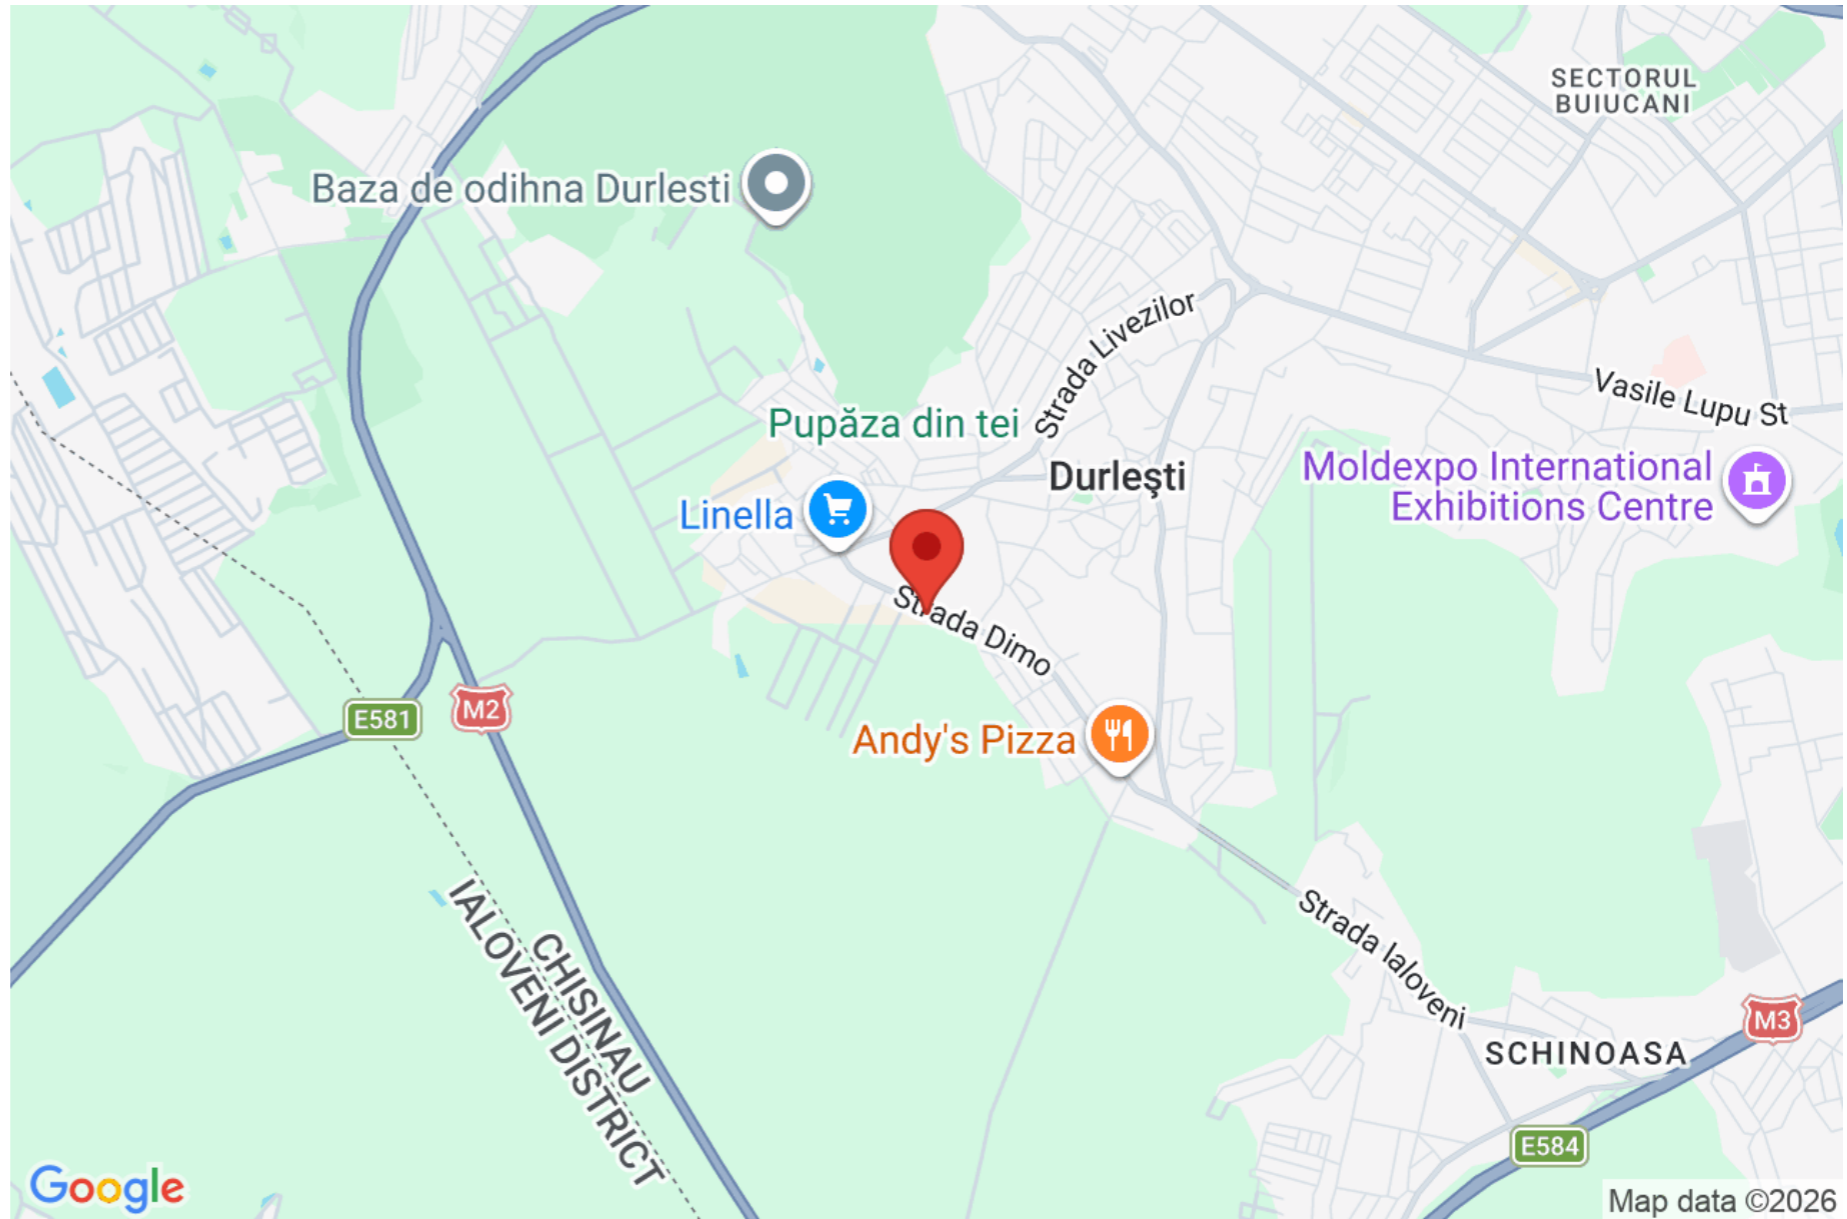 SECTORUL
BUIUCANI
Baza de odihna Durlesti
Strada Livezilor
Vasile Lupu St
Pupăza din tei
Durleşti
Moldexpo International
Exhibitions Centre
Linella
Strada Dimo
E581
M2
Andy's Pizza
Strada Ialoveni
CHISINAU
IALOVENI DISTRICT
M3
SCHINOASA
E584
Google
Map data ©2026